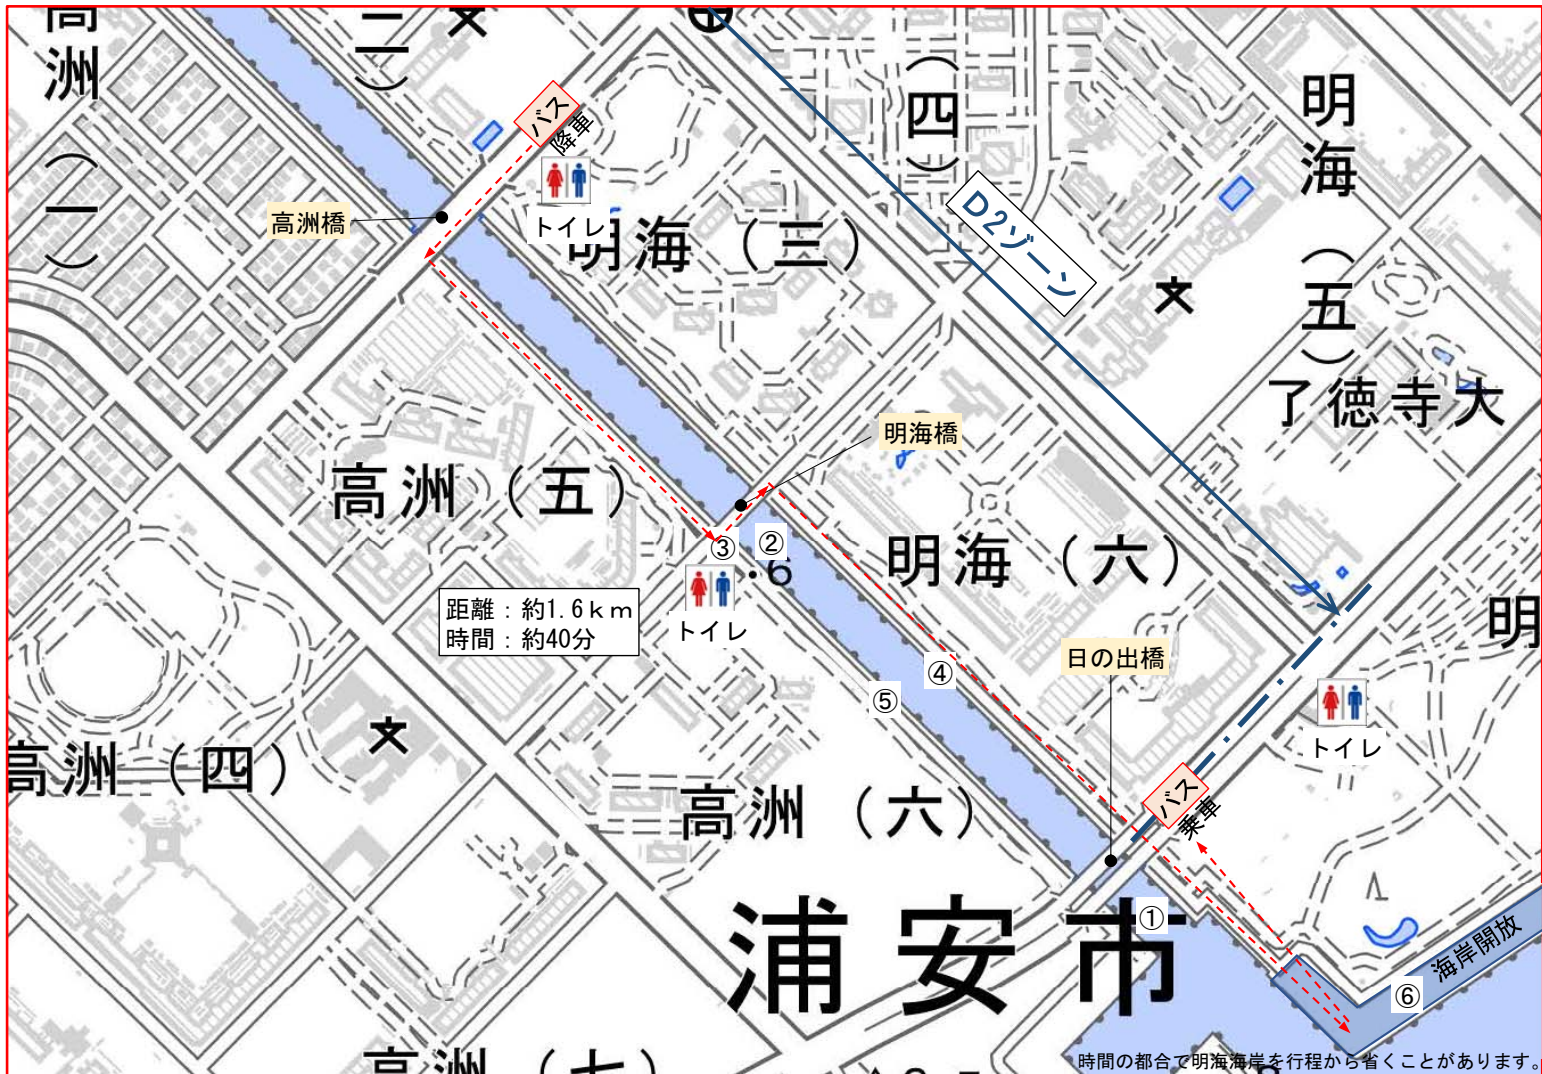 高洲（一）
（二）
バス
降車
トイレ
高洲橋
明海（三）
（四）
D2ゾーン
明海（五）
了徳寺大
明海橋
高洲（五）
③
②
6
トイレ
距離：約1.6ｋｍ
時間：約40分
明海（六）
明
日の出橋
④
⑤
トイレ
高洲（四）
高洲（六）
バス
乗車
浦安市
①
海岸開放
⑥
高洲（七）
時間の都合で明海海岸を行程から省くことがあります。